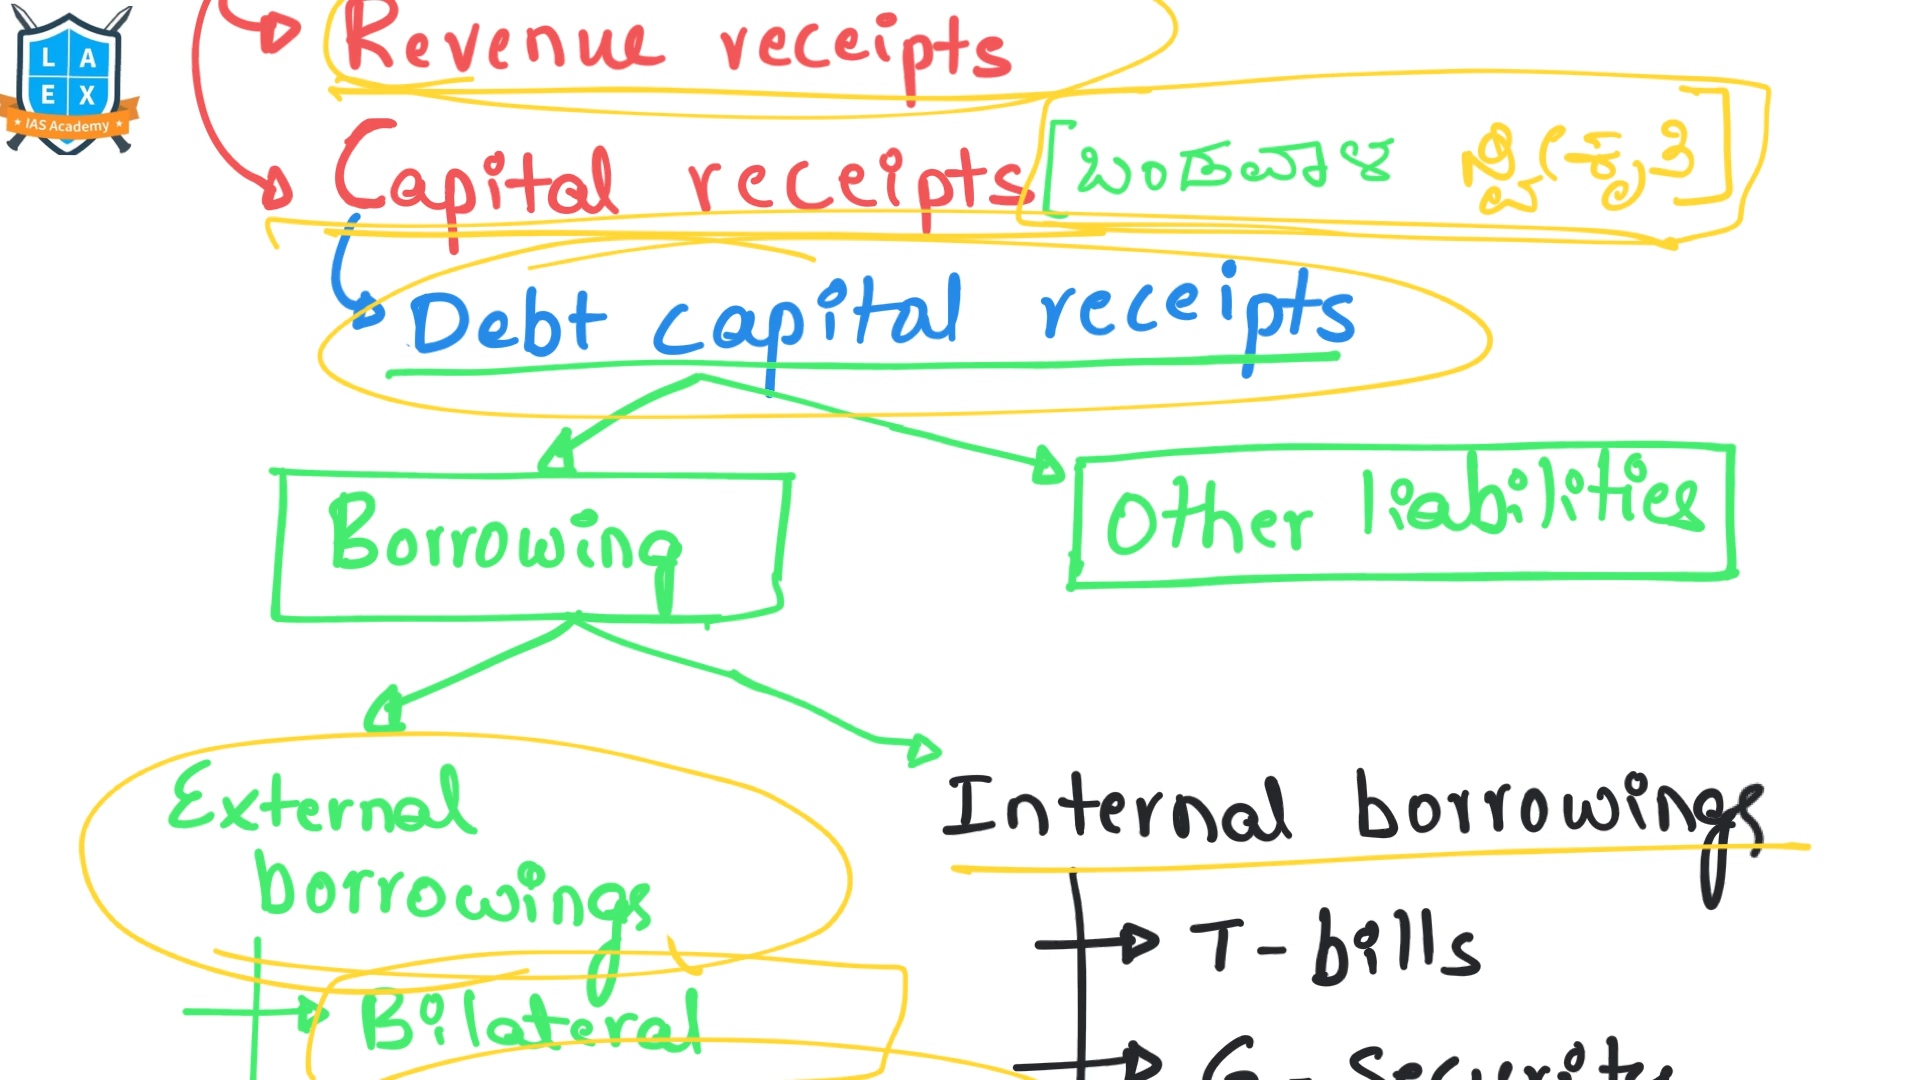 L A
E X
IAS Academy
Revenue receipts
Capital receipts [ಬಂಡವಾಳ ಸ್ವೀಕೃತಿ]
Debt capital receipts
Borrowing
Other liabilities
External
borrowings
Internal borrowings
T-bills
Bilateral
G-Security